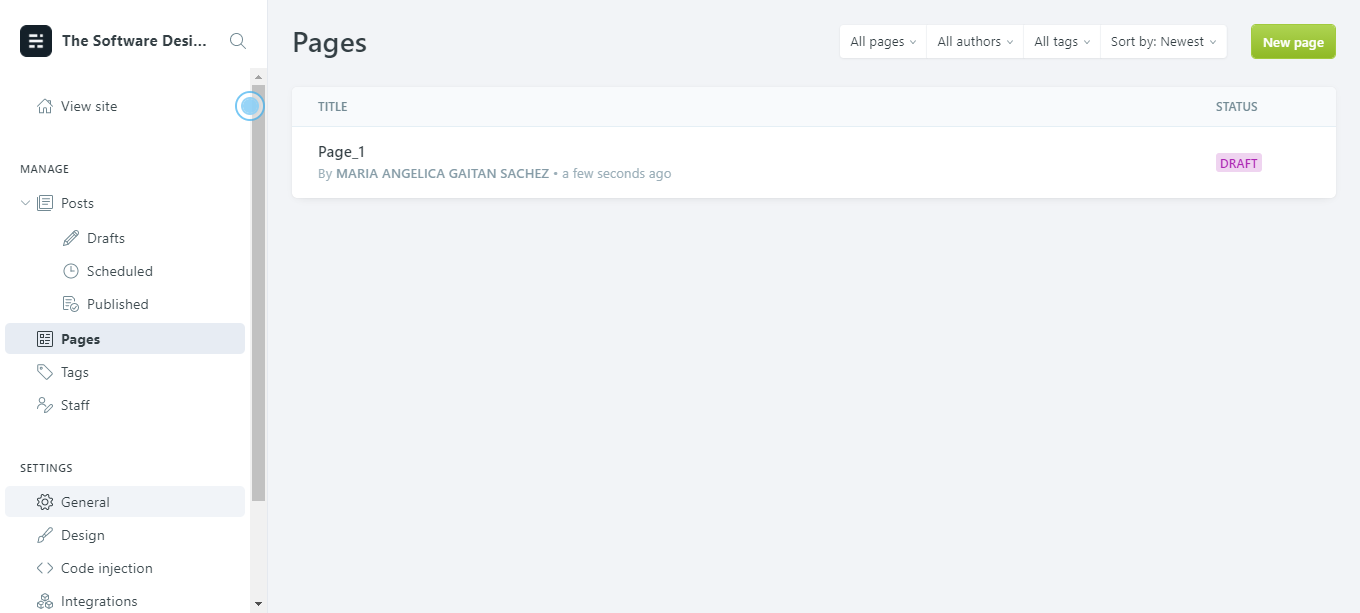 The Software Desi...
View site
MANAGE
Posts
Drafts
Scheduled
Published
Pages
Tags
Staff
SETTINGS
General
Design
Code injection
Integrations
Pages
All pages
All authors
All tags
Sort by: Newest
New page
TITLE
STATUS
Page_1
By MARIA ANGELICA GAITAN SACHEZ • a few seconds ago
DRAFT